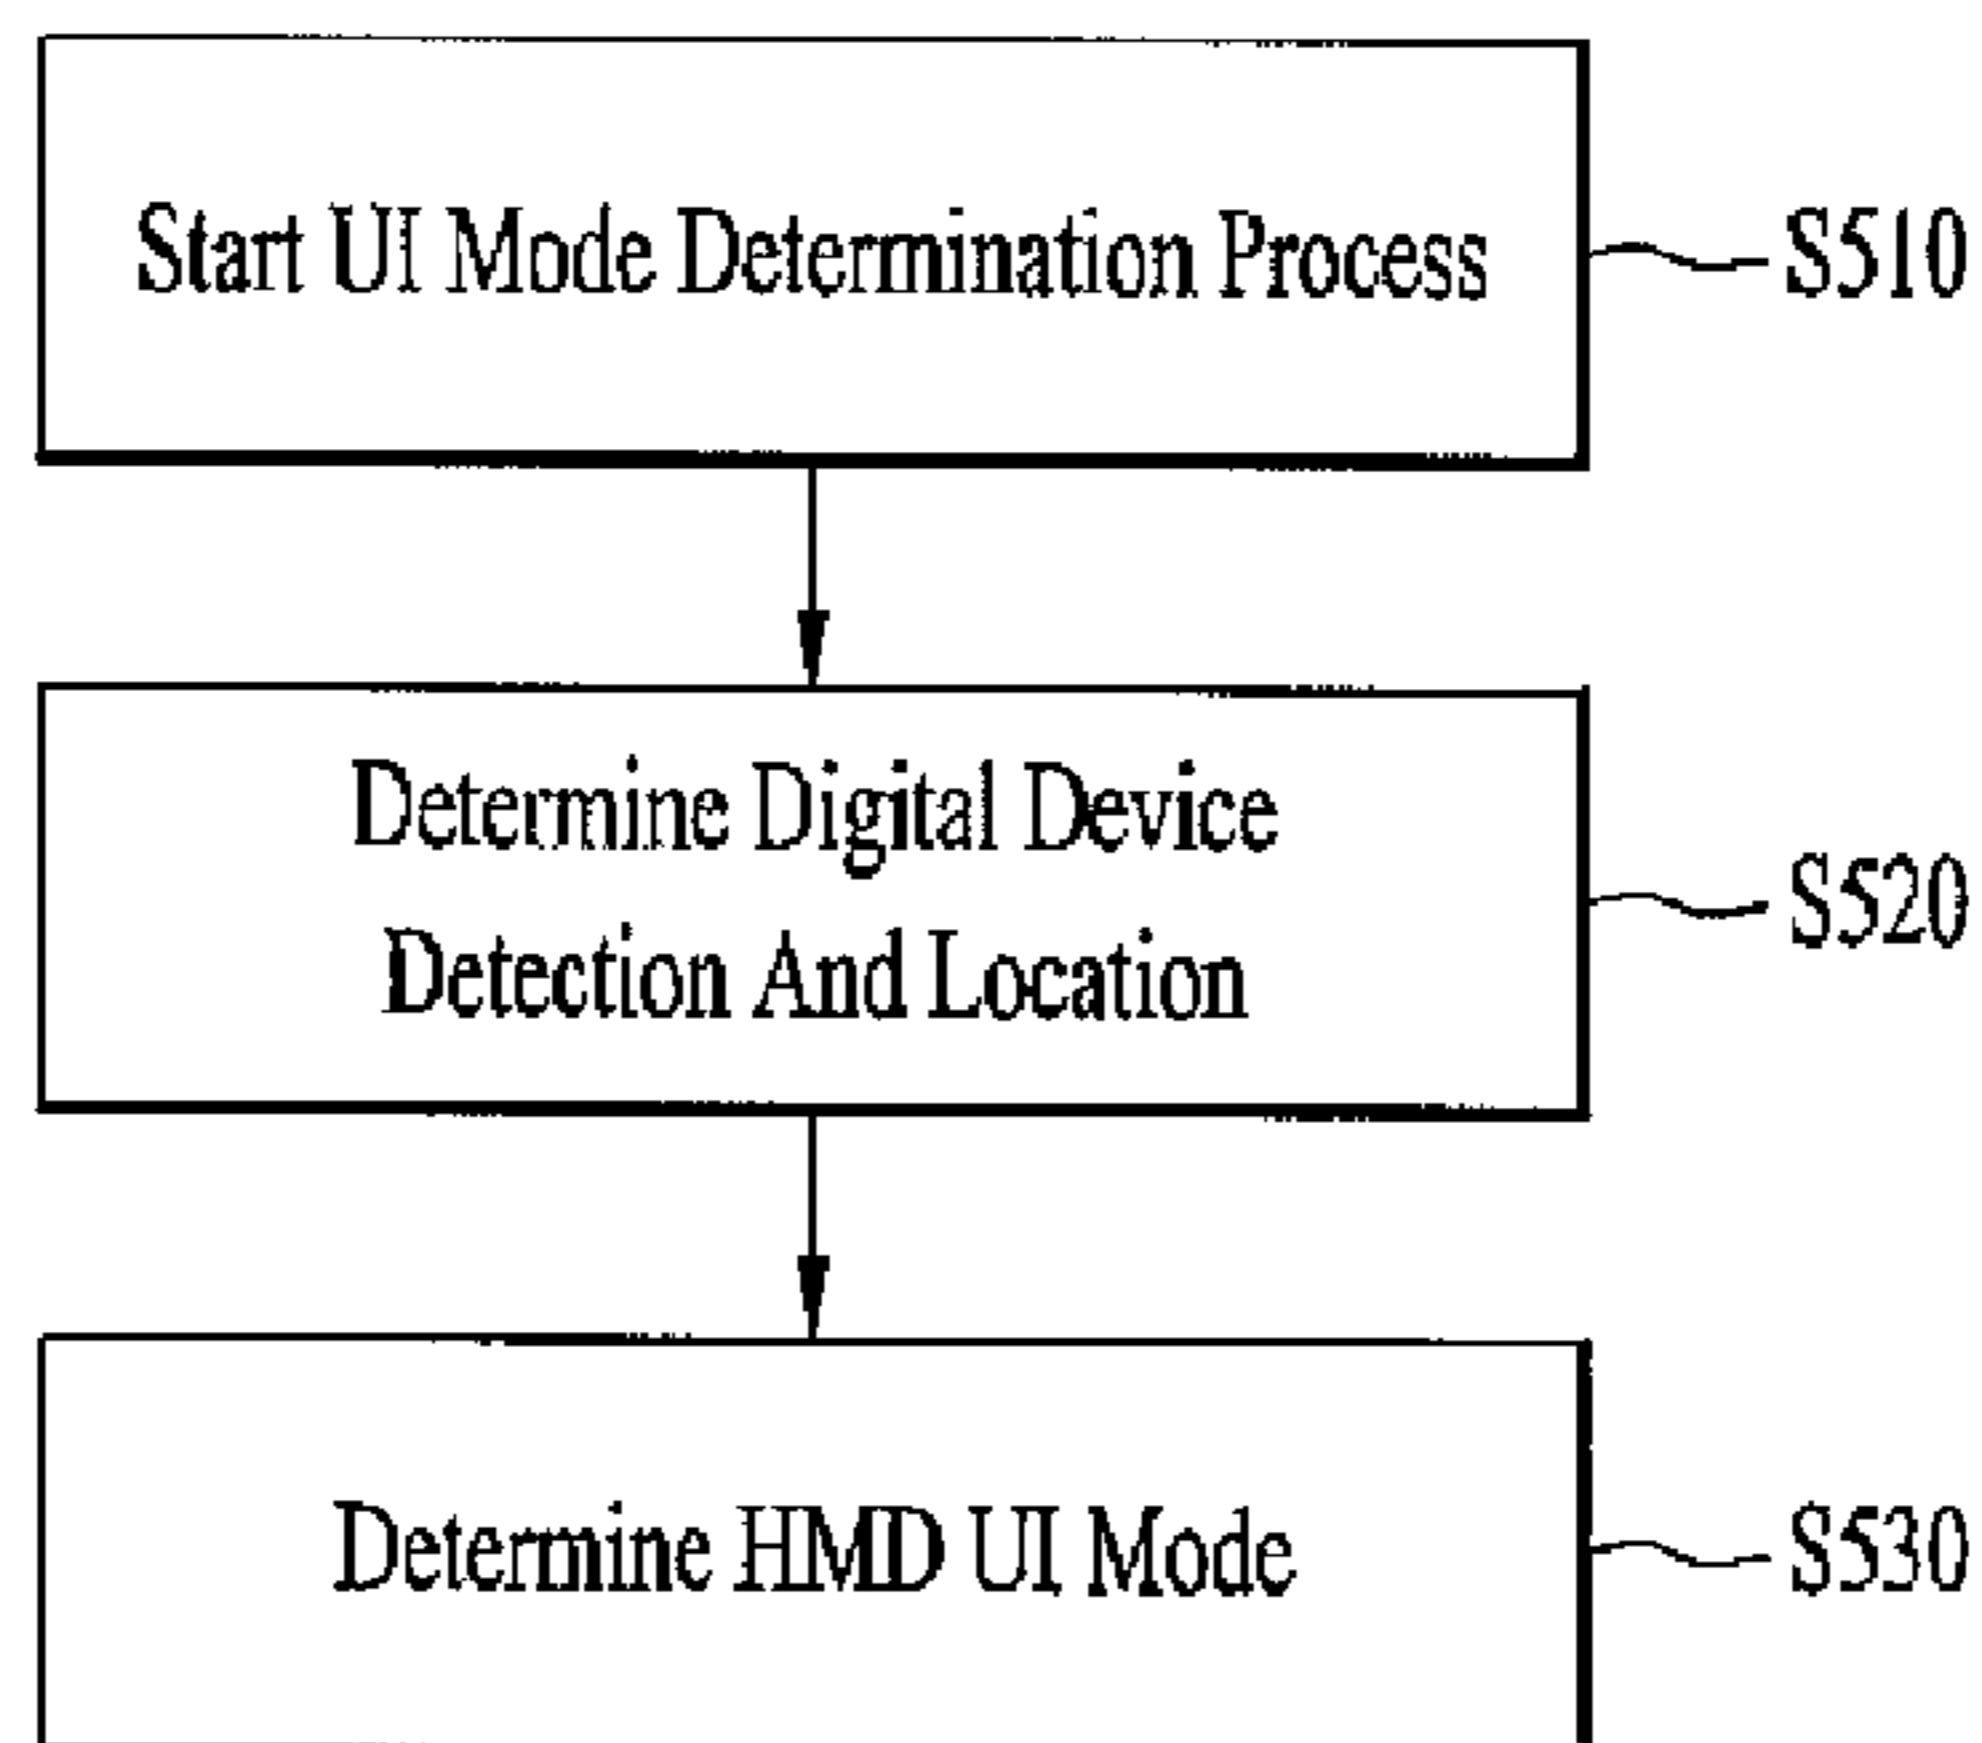 Start UI Mode Determination Process
S510
Determine Digital Device
Detection And Location
S520
Determine HMD UI Mode
S530